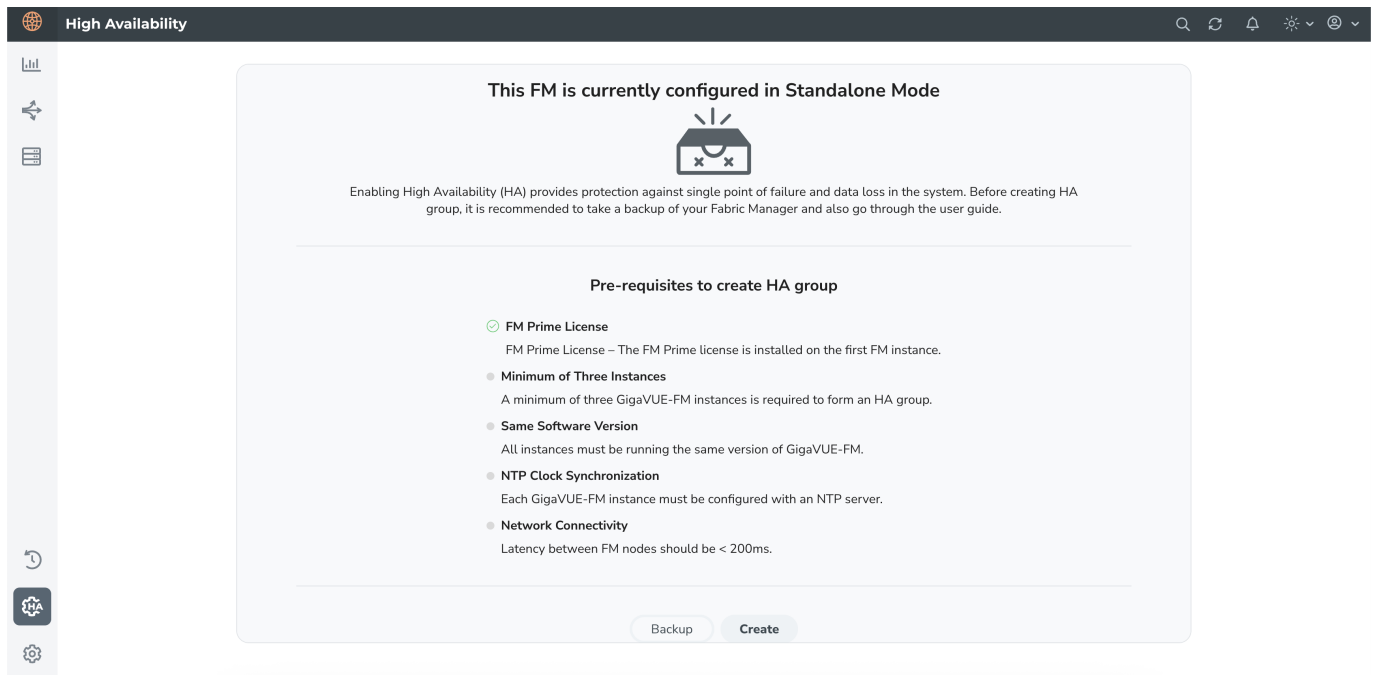 High Availability
This FM is currently configured in Standalone Mode
Enabling High Availability (HA) provides protection against single point of failure and data loss in the system. Before creating HA
group, it is recommended to take a backup of your Fabric Manager and also go through the user guide.
Pre-requisites to create HA group
FM Prime License
FM Prime License – The FM Prime license is installed on the first FM instance.
Minimum of Three Instances
A minimum of three GigaVUE-FM instances is required to form an HA group.
Same Software Version
All instances must be running the same version of GigaVUE-FM.
NTP Clock Synchronization
Each GigaVUE-FM instance must be configured with an NTP server.
Network Connectivity
Latency between FM nodes should be < 200ms.
HA
Backup Create